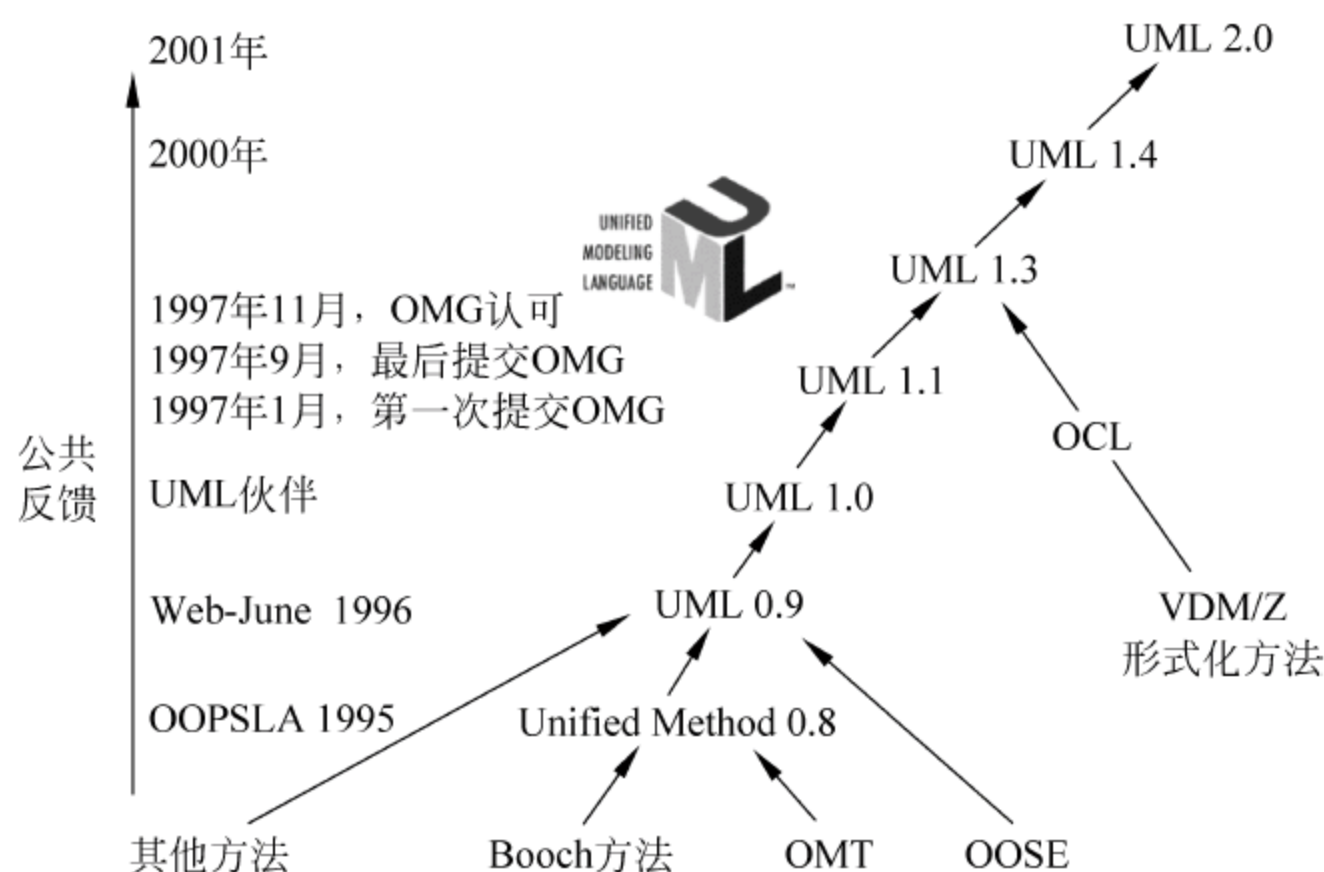 2001年
UML 2.0
2000年
UML 1.4
UNIFIED
MODELING
LANGUAGE
UML
™
UML 1.3
1997年11月，OMG认可
1997年9月，最后提交OMG
UML 1.1
1997年1月，第一次提交OMG
OCL
公共
反馈
UML伙伴
UML 1.0
Web-June 1996
UML 0.9
VDM/Z
形式化方法
OOPSLA 1995
Unified Method 0.8
其他方法
Booch方法
OMT
OOSE